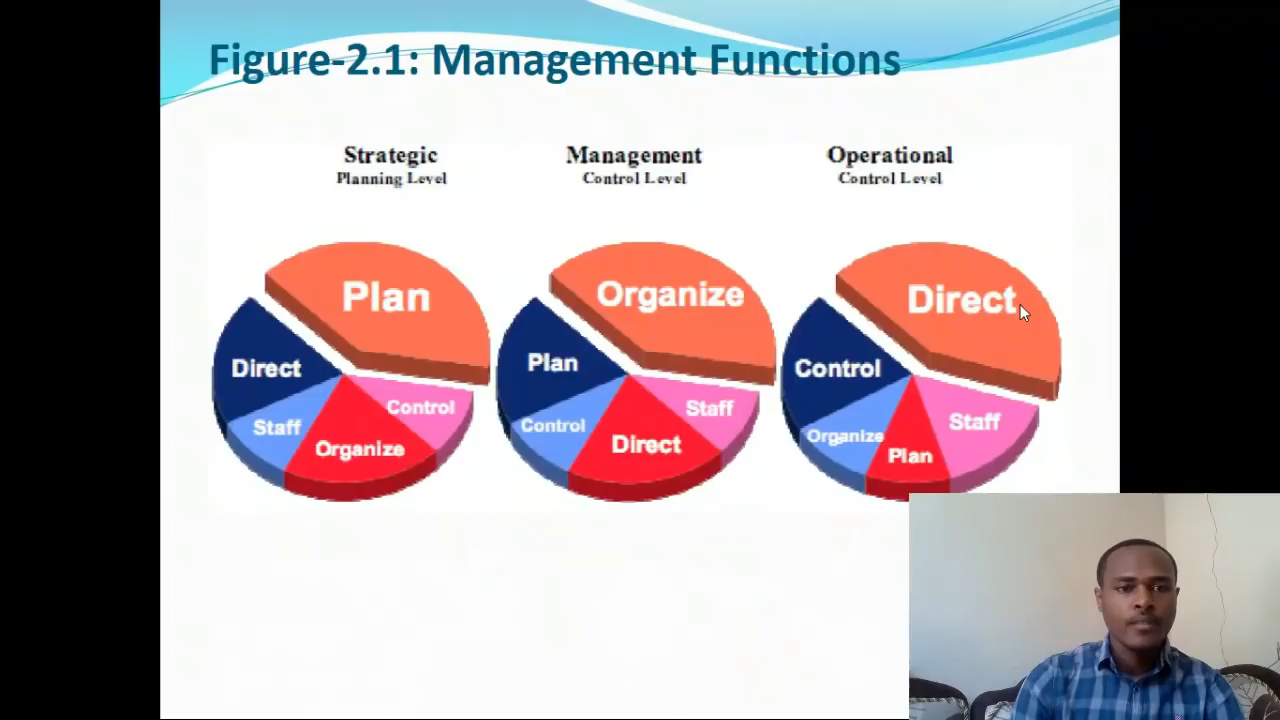 Figure-2.1: Management Functions
Strategic
Planning Level
Management
Control Level
Operational
Control Level
Plan
Direct
Staff
Organize
Control
Organize
Plan
Control
Direct
Staff
Direct
Control
Organize
Plan
Staff